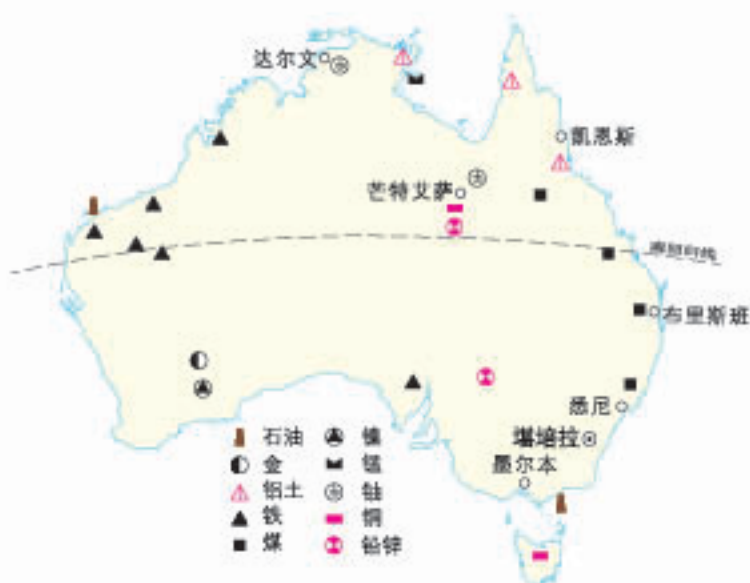 达尔文
凯恩斯
芒特艾萨
南回归线
布里斯班
悉尼
堪培拉
墨尔本
石油 镍
金 锰
铝土 铀
铁 铜
煤 铅锌